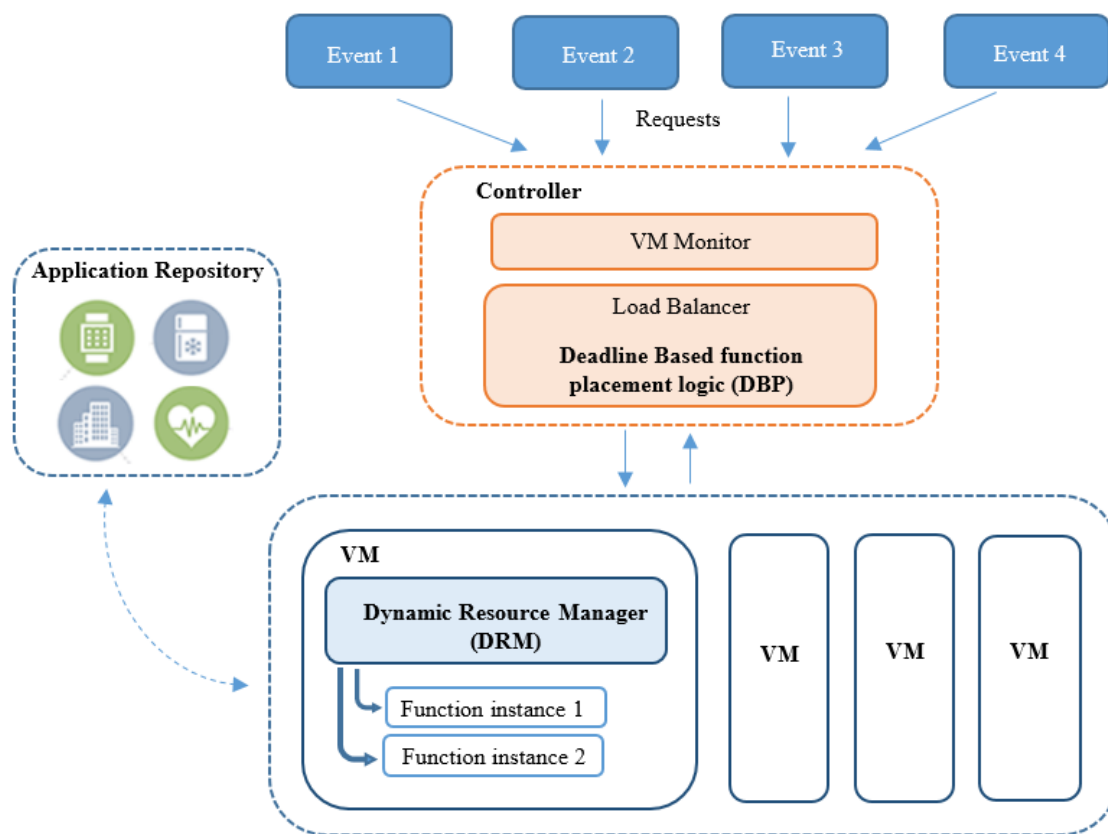 Event 1
Event 2
Event 3
Event 4
Requests
Controller
VM Monitor
Application Repository
Load Balancer
Deadline Based function
placement logic (DBP)
VM
Dynamic Resource Manager
(DRM)
Function instance 1
Function instance 2
VM
VM
VM